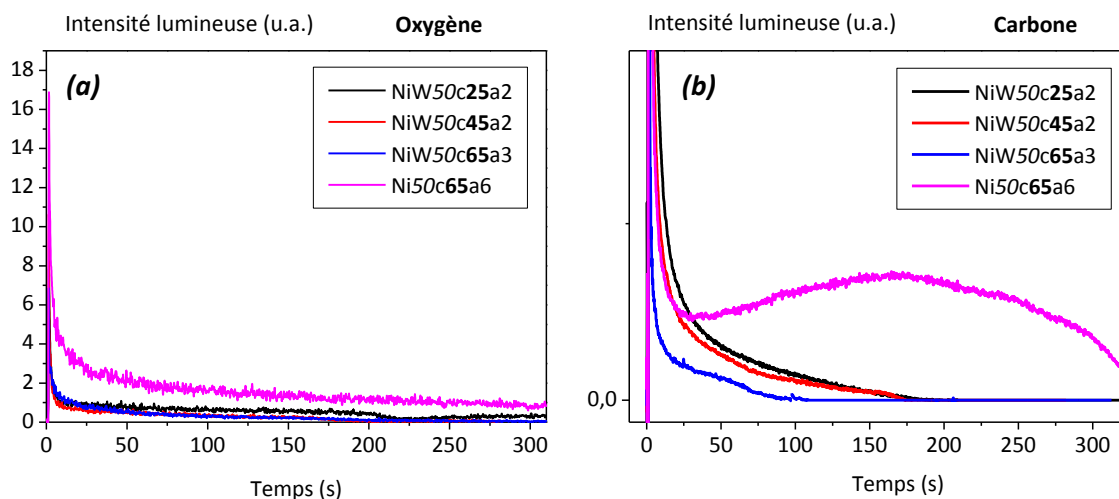 Intensité lumineuse (u.a.) Oxygène
(a)
NiW50c25a2
NiW50c45a2
NiW50c65a3
Ni50c65a6
18
16
14
12
10
8
6
4
2
0
0 50 100 150 200 250 300
Temps (s)
Intensité lumineuse (u.a.) Carbone
(b)
NiW50c25a2
NiW50c45a2
NiW50c65a3
Ni50c65a6
0,0
0 50 100 150 200 250 300
Temps (s)